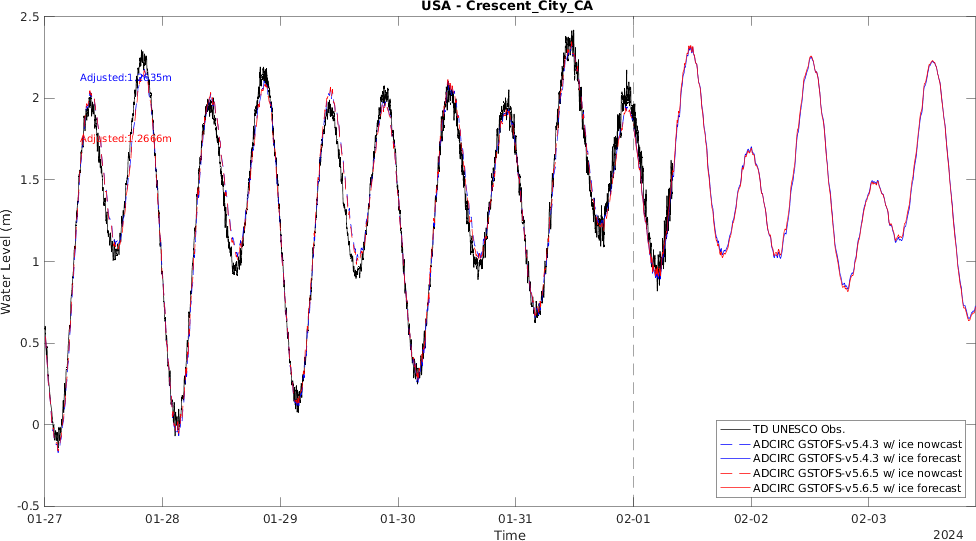 USA - Crescent_City_CA
2.5
2
1.5
1
0.5
0
-0.5
Water Level (m)
Adjusted:1.2666m
TD UNESCO Obs.
ADCIRC GSTOFS-v5.4.3 w/ ice nowcast
ADCIRC GSTOFS-v5.4.3 w/ ice forecast
ADCIRC GSTOFS-v5.6.5 w/ ice nowcast
ADCIRC GSTOFS-v5.6.5 w/ ice forecast
01-27
01-28
01-29
01-30
01-31
02-01
02-02
02-03
Time
2024